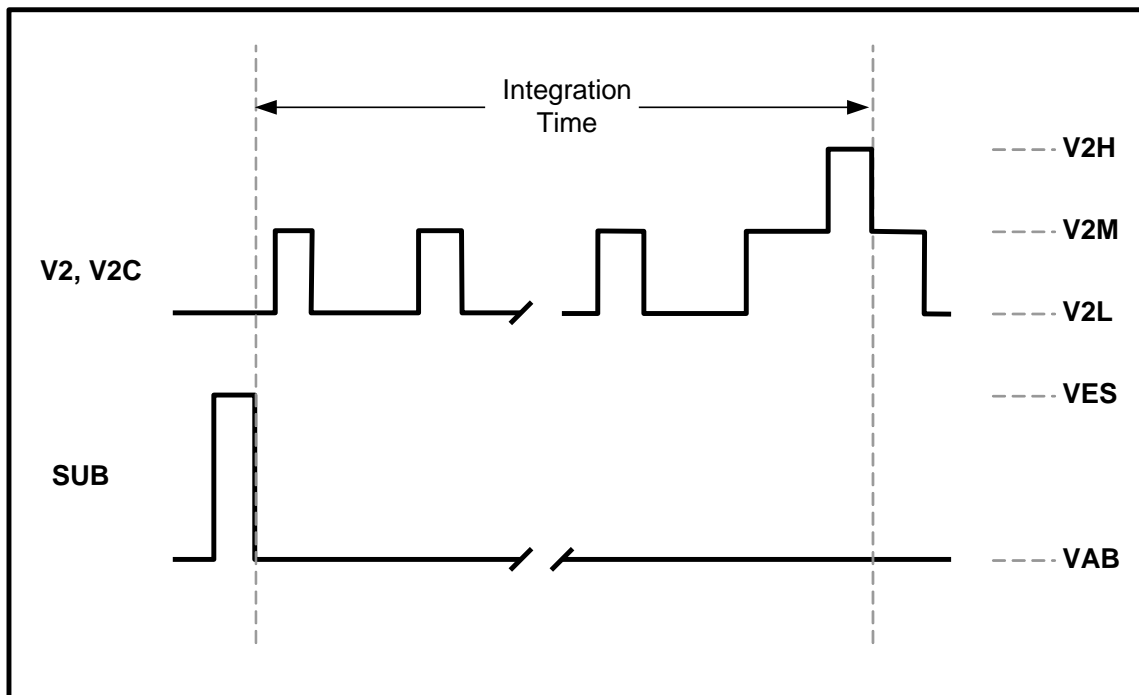 Integration
Time
V2H
V2M
V2, V2C
V2L
VES
SUB
VAB